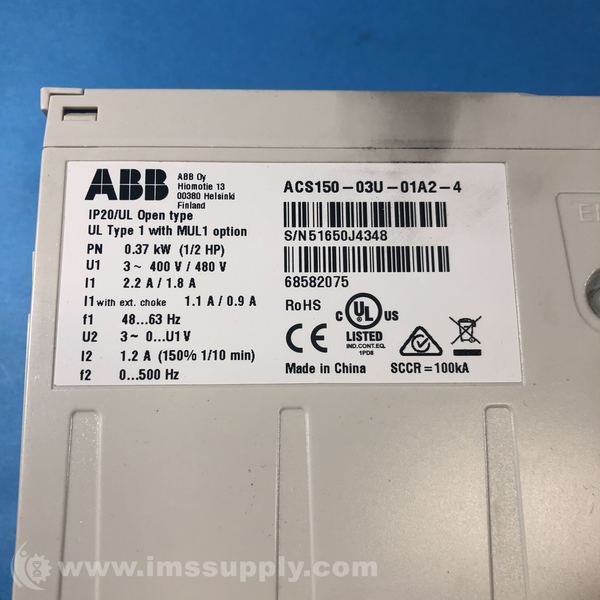 ABB
ABB Oy
Hiomotie 13
00380 Helsinki
Finland
IP20/UL Open type
UL Type 1 with MUL1 option
PN 0.37 kW (1/2 HP)
U1 3~ 400 V / 480 V
I1 2.2 A / 1.8 A
I1 with ext. choke 1.1 A / 0.9 A
f1 48...63 Hz
U2 3~ 0...U1 V
I2 1.2 A (150% 1/10 min)
f2 0...500 Hz
ACS150-03U-01A2-4
S/N 51650J4348
68582075
RoHS
CE
C UL US
LISTED
IND.CONT.EQ.
1PD8
Made in China SCCR = 100kA
www.imssupply.com